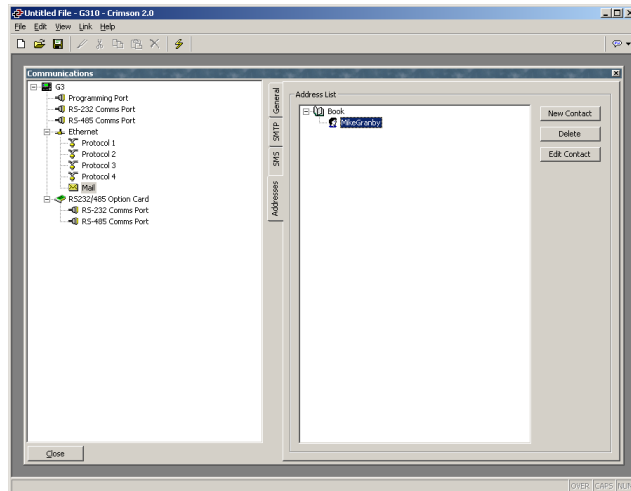 Untitled File - G310 - Crimson 2.0
File Edit View Link Help
Communications
G3
Programming Port
RS-232 Comms Port
RS-485 Comms Port
Ethernet
Protocol 1
Protocol 2
Protocol 3
Protocol 4
Mail
RS232/485 Option Card
RS-232 Comms Port
RS-485 Comms Port
General
SMTP
SMS
Addresses
Address List
Book
MikeGranby
New Contact
Delete
Edit Contact
Close
OVER CAPS NUM